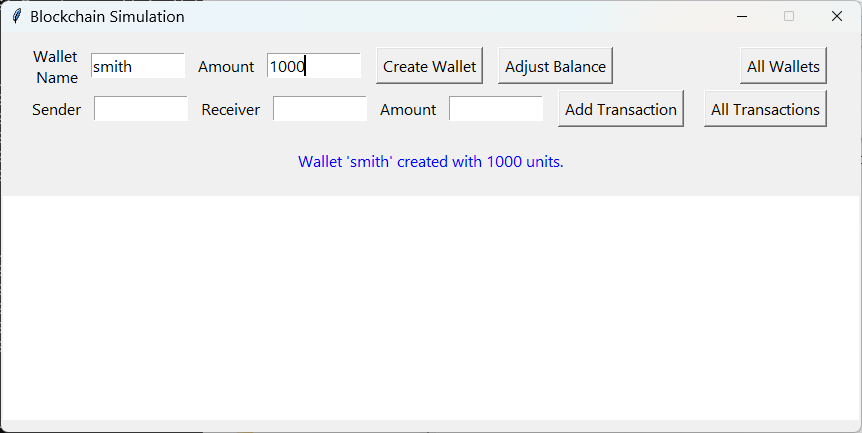 Blockchain Simulation
Wallet Name smith Amount 1000 Create Wallet Adjust Balance All Wallets
Sender Receiver Amount Add Transaction All Transactions
Wallet 'smith' created with 1000 units.